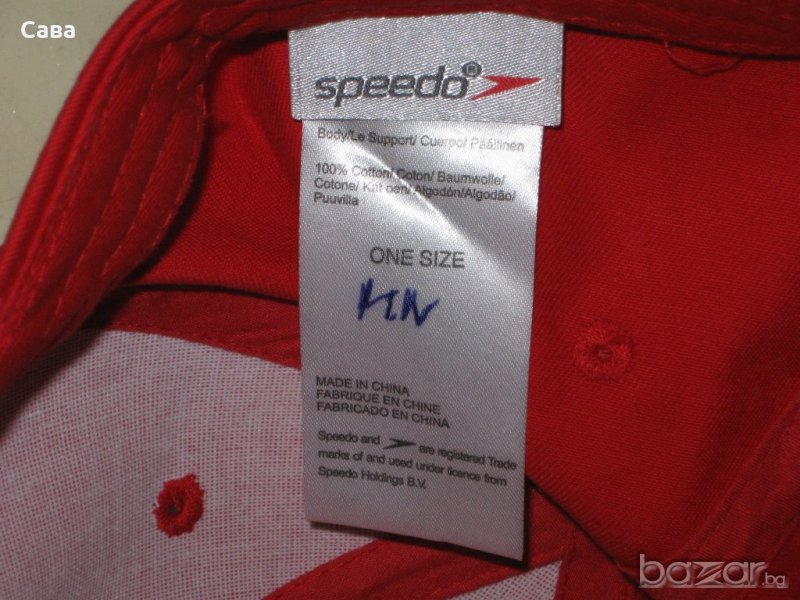 Сава
speedo®
Body/Le Support/ Cuerpo/ Päällinen
100% Cotton/ Coton/ Baumwolle/
Cotone/ Katoen/ Algodón/Algodão/
Puuvilla
ONE SIZE
MADE IN CHINA
FABRIQUE EN CHINE
FABRICADO EN CHINA
Speedo and are registered Trade
marks of and used under licence from
Speedo Holdings B.V.
bazar.bg